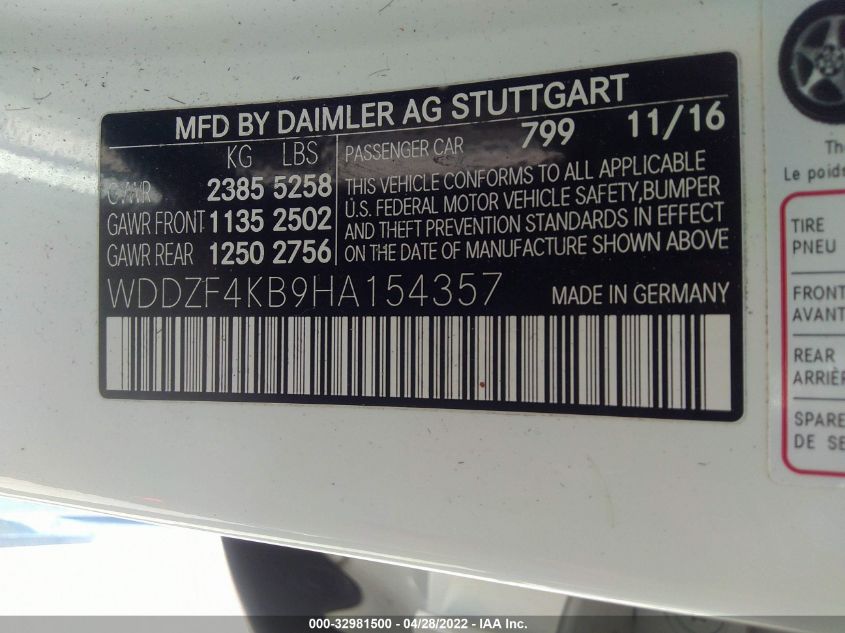 MFD BY DAIMLER AG STUTTGART
KG LBS
2385 5258
GAWR FRONT 1135 2502
GAWR REAR 1250 2756
PASSENGER CAR 799 11/16
THIS VEHICLE CONFORMS TO ALL APPLICABLE
U.S. FEDERAL MOTOR VEHICLE SAFETY, BUMPER
AND THEFT PREVENTION STANDARDS IN EFFECT
ON THE DATE OF MANUFACTURE SHOWN ABOVE
WDDZF4KB9HA154357 MADE IN GERMANY
Th
Le poid
TIRE
PNEU
FRONT
AVANT
REAR
ARRIÈR
SPARE
DE SE
000-32981500 - 04/28/2022 - IAA Inc.